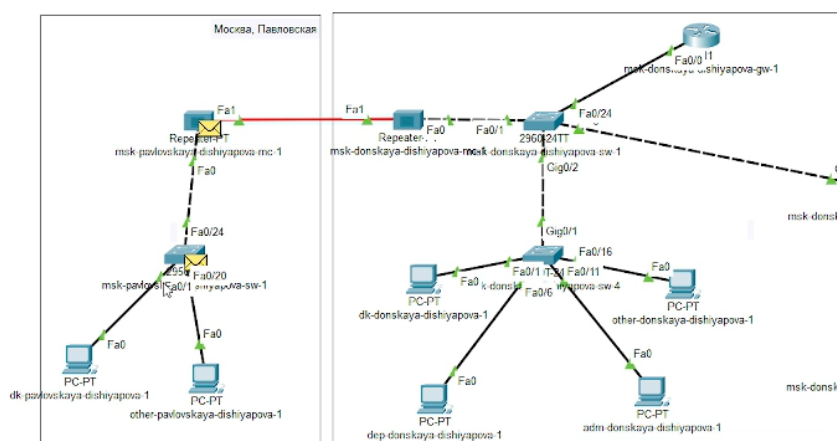 Москва, Павловская
Fa1
Repeater-PT
msk-pavlovskaya-dishiyapova-mc-1
Fa0
Fa0/24
Fa0/20
Fa0/1
Fa0
Fa0
PC-PT
dk-pavlovskaya-dishiyapova-1
PC-PT
other-pavlovskaya-dishiyapova-1
Fa0/0
msk-donskaya-dishiyapova-gw-1
Fa1
Fa0
Fa0/1
Fa0/24
msk-donskaya-dishiyapova-mc-1
msk-donskaya-dishiyapova-sw-1
Gig0/2
Gig0/1
Fa0/16
Fa0/1
Fa0/11
Fa0/6
Fa0
PC-PT
dk-donskaya-dishiyapova-1
Fa0
PC-PT
other-donskaya-dishiyapova-1
Fa0
PC-PT
dep-donskaya-dishiyapova-1
Fa0
PC-PT
adm-donskaya-dishiyapova-1